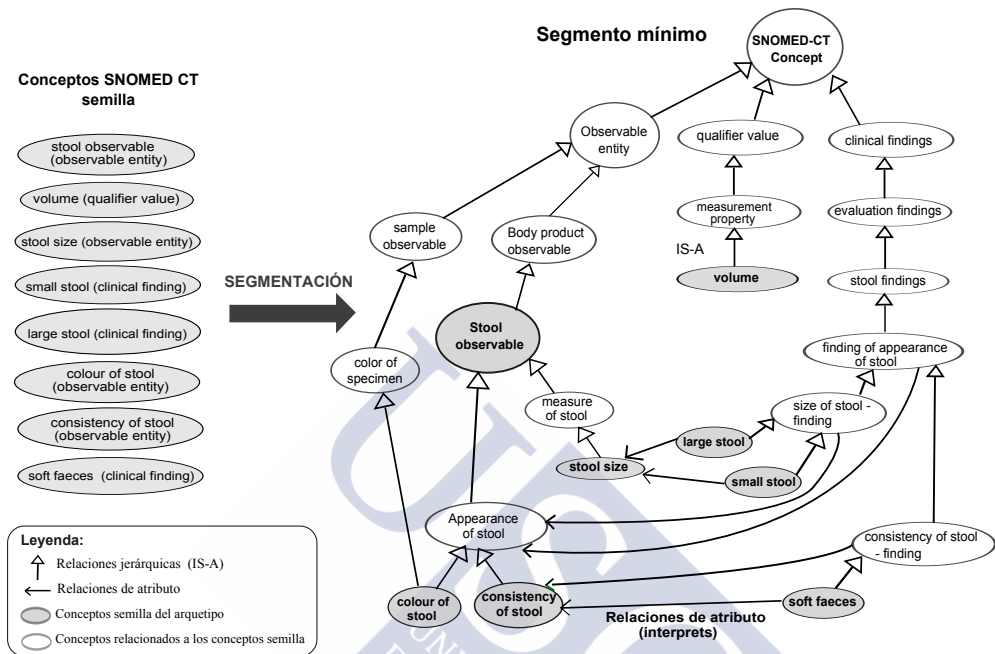 Conceptos SNOMED CT
semilla
stool observable
(observable entity)
volume (qualifier value)
stool size (observable entity)
small stool (clinical finding)
large stool (clinical finding)
colour of stool
(observable entity)
consistency of stool
(observable entity)
soft faeces (clinical finding)
SEGMENTACIÓN
Segmento mínimo
SNOMED-CT
Concept
Observable
entity
qualifier value
clinical findings
sample
observable
Body product
observable
measurement
property
evaluation findings
IS-A
volume
stool findings
Stool
observable
color of
specimen
finding of appearance
of stool
measure
of stool
size of stool -
finding
large stool
stool size
small stool
Appearance
of stool
consistency of stool
- finding
colour of
stool
consistency
of stool
soft faeces
Relaciones de atributo
(interprets)
Leyenda:
Relaciones jerárquicas (IS-A)
Relaciones de atributo
Conceptos semilla del arquetipo
Conceptos relacionados a los conceptos semilla